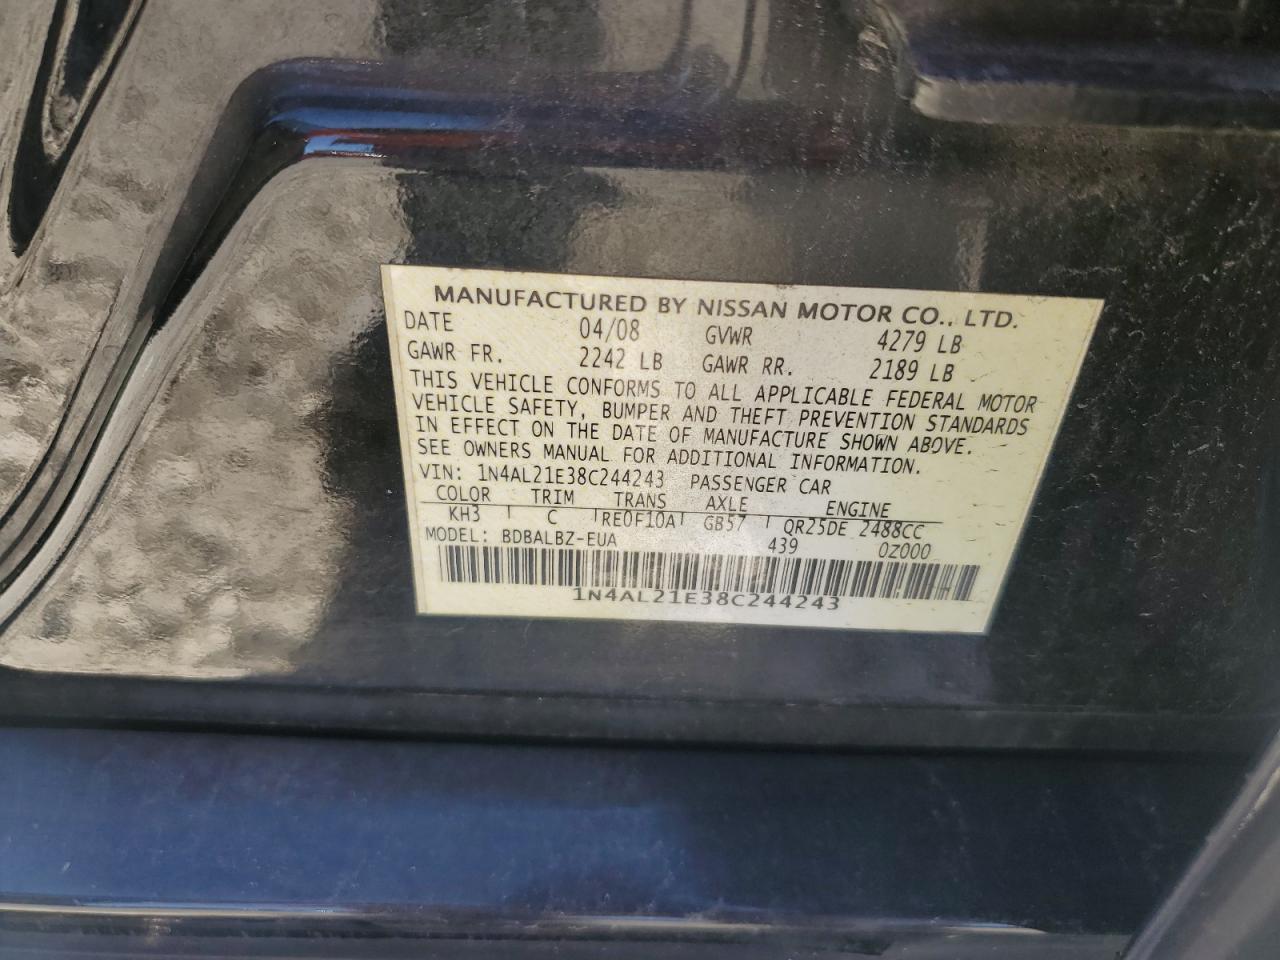 MANUFACTURED BY NISSAN MOTOR CO., LTD.
DATE 04/08 GVWR 4279 LB
GAWR FR. 2242 LB GAWR RR. 2189 LB
THIS VEHICLE CONFORMS TO ALL APPLICABLE FEDERAL MOTOR
VEHICLE SAFETY, BUMPER AND THEFT PREVENTION STANDARDS
IN EFFECT ON THE DATE OF MANUFACTURE SHOWN ABOVE.
SEE OWNERS MANUAL FOR ADDITIONAL INFORMATION.
VIN: 1N4AL21E38C244243 PASSENGER CAR
COLOR TRIM TRANS AXLE ENGINE
KH3 C RE0F10A GB57 QR25DE 2488CC
MODEL: BDBALBZ-EUA 439 0Z000
1N4AL21E38C244243